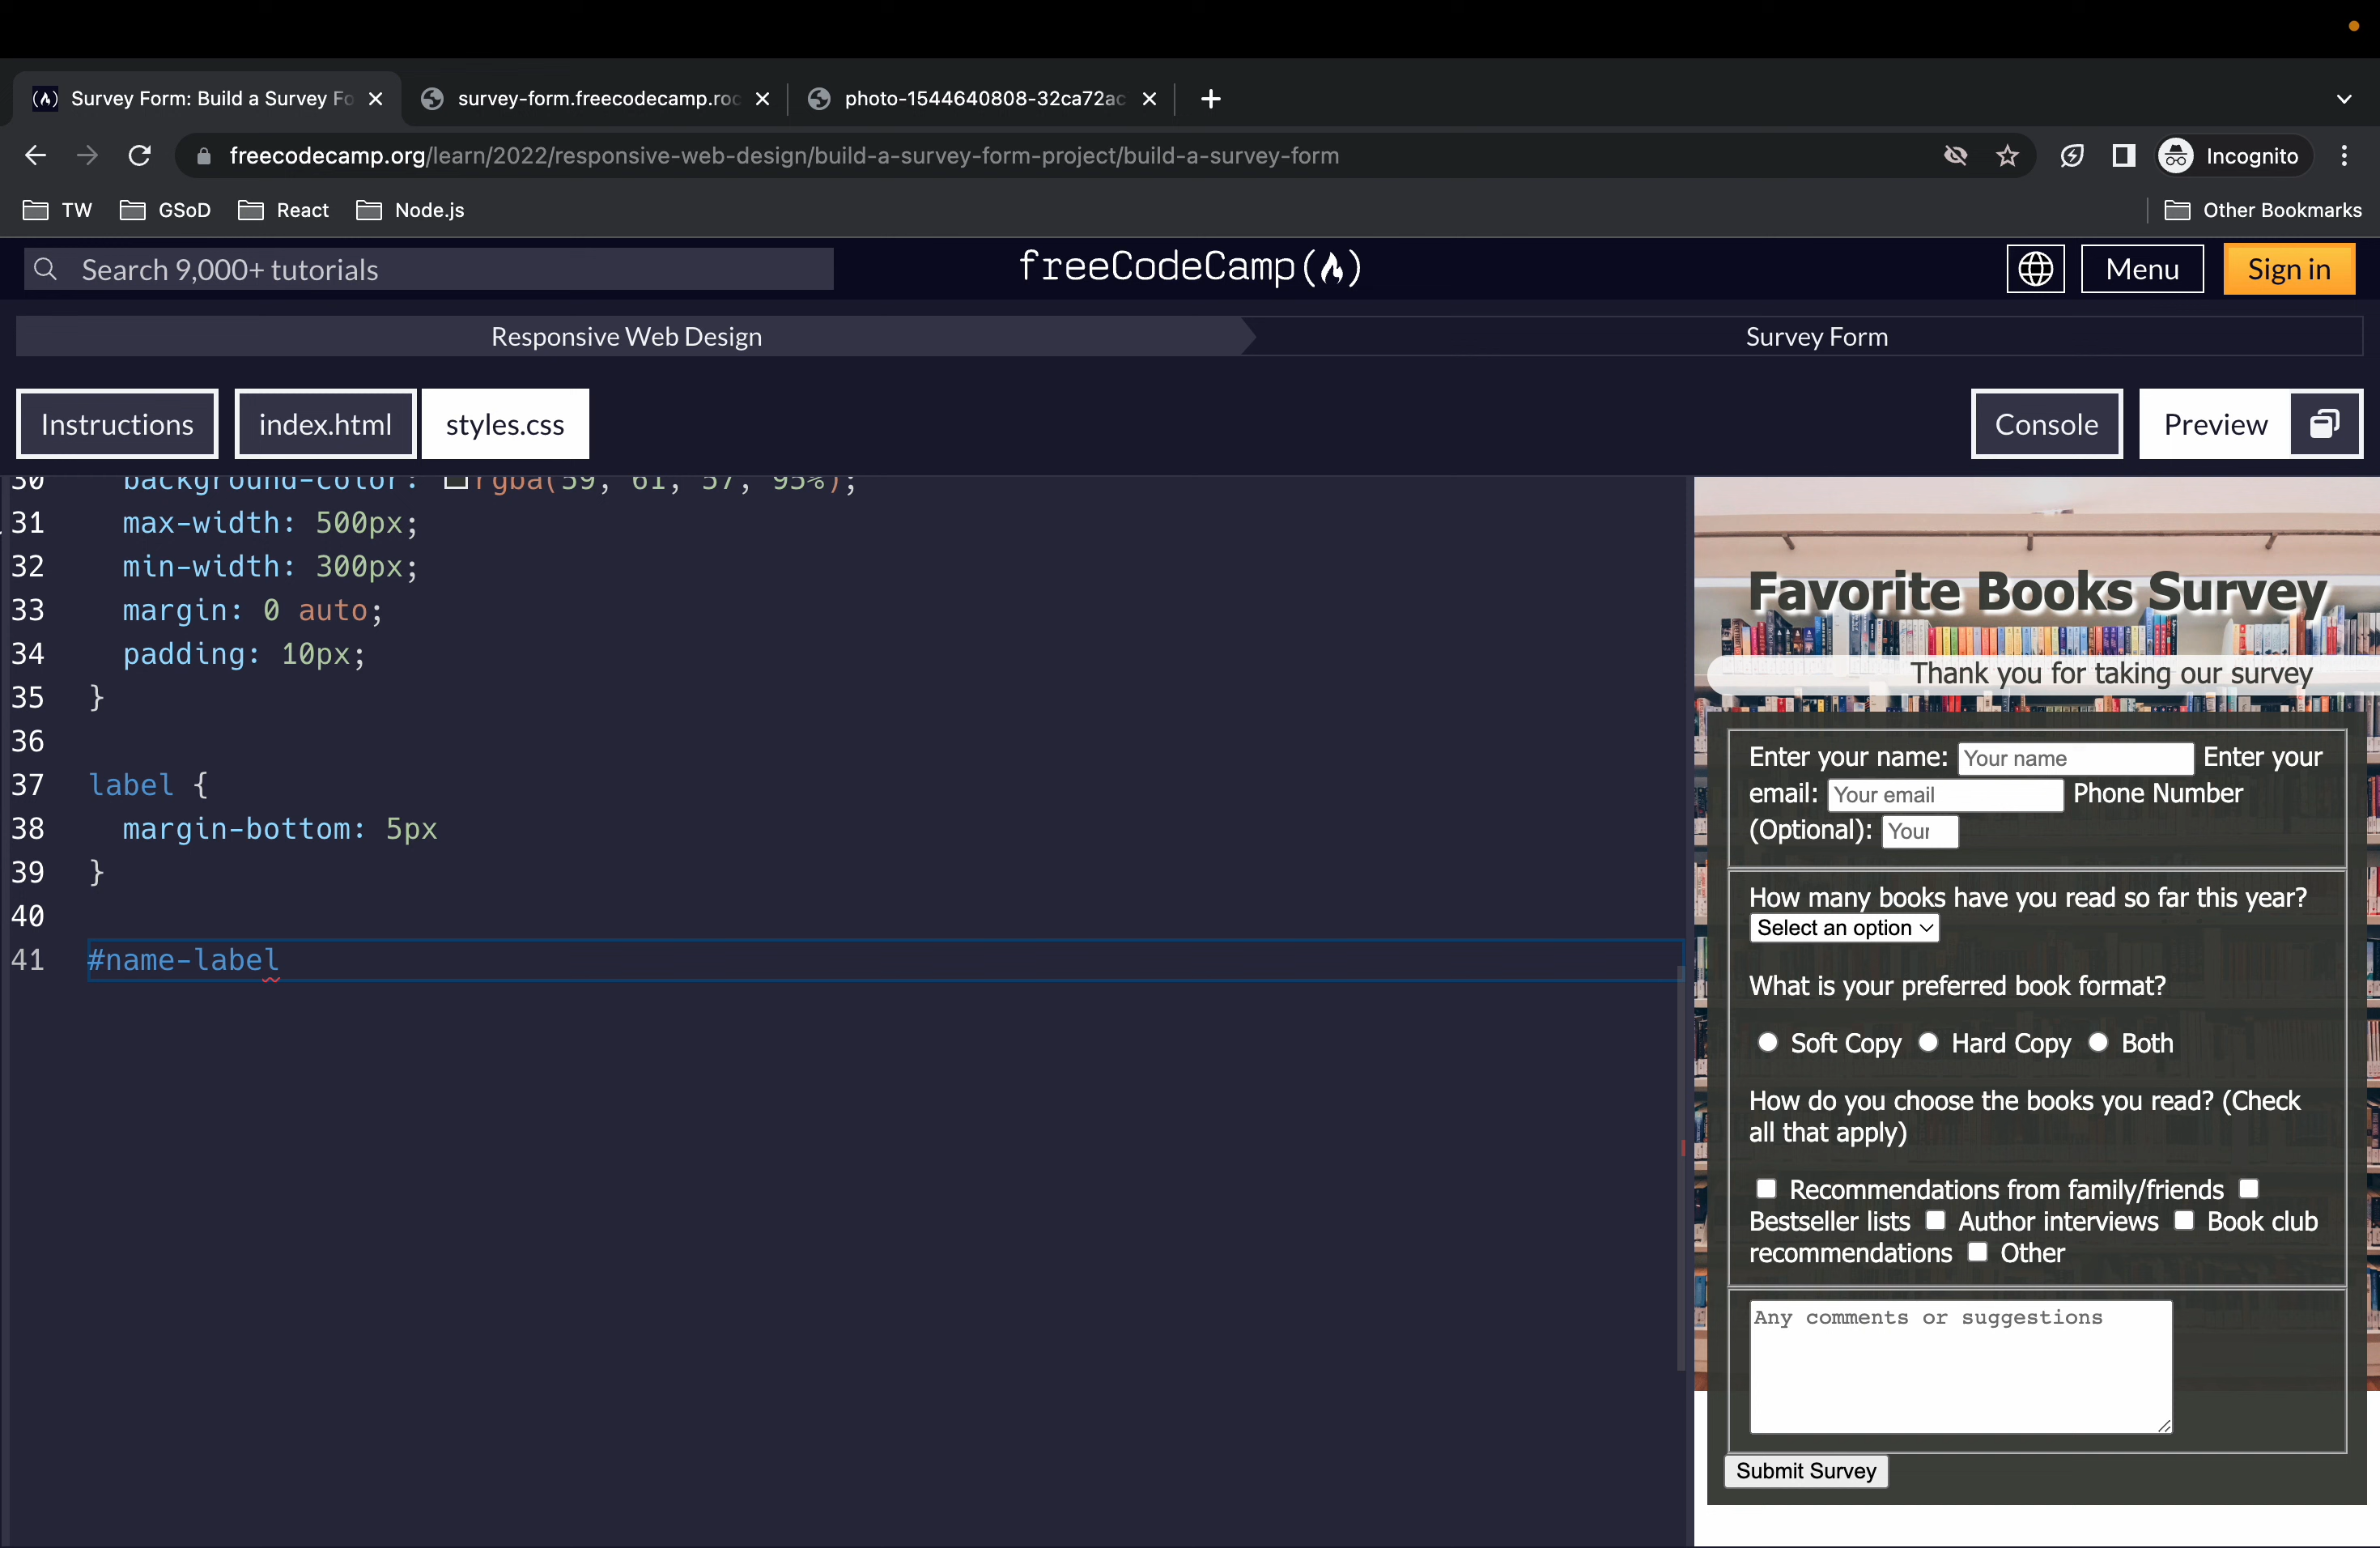 Survey Form: Build a Survey Fo
survey-form.freecodecamp.roc
photo-1544640808-32ca72ac
freecodecamp.org/learn/2022/responsive-web-design/build-a-survey-form-project/build-a-survey-form
Incognito
TW
GSoD
React
Node.js
Other Bookmarks
Search 9,000+ tutorials
freeCodeCamp
Menu
Sign in
Responsive Web Design
Survey Form
Instructions
index.html
styles.css
Console
Preview
30 background-color: rgba(59, 61, 57, 95%);
31 max-width: 500px;
32 min-width: 300px;
33 margin: 0 auto;
34 padding: 10px;
35 }
36
37 label {
38 margin-bottom: 5px
39 }
40
41 #name-label
Favorite Books Survey
Thank you for taking our survey
Enter your name: Your name Enter your
email: Your email Phone Number
(Optional): Your
How many books have you read so far this year?
Select an option
What is your preferred book format?
Soft Copy Hard Copy Both
How do you choose the books you read? (Check
all that apply)
Recommendations from family/friends
Bestseller lists Author interviews Book club
recommendations Other
Any comments or suggestions
Submit Survey